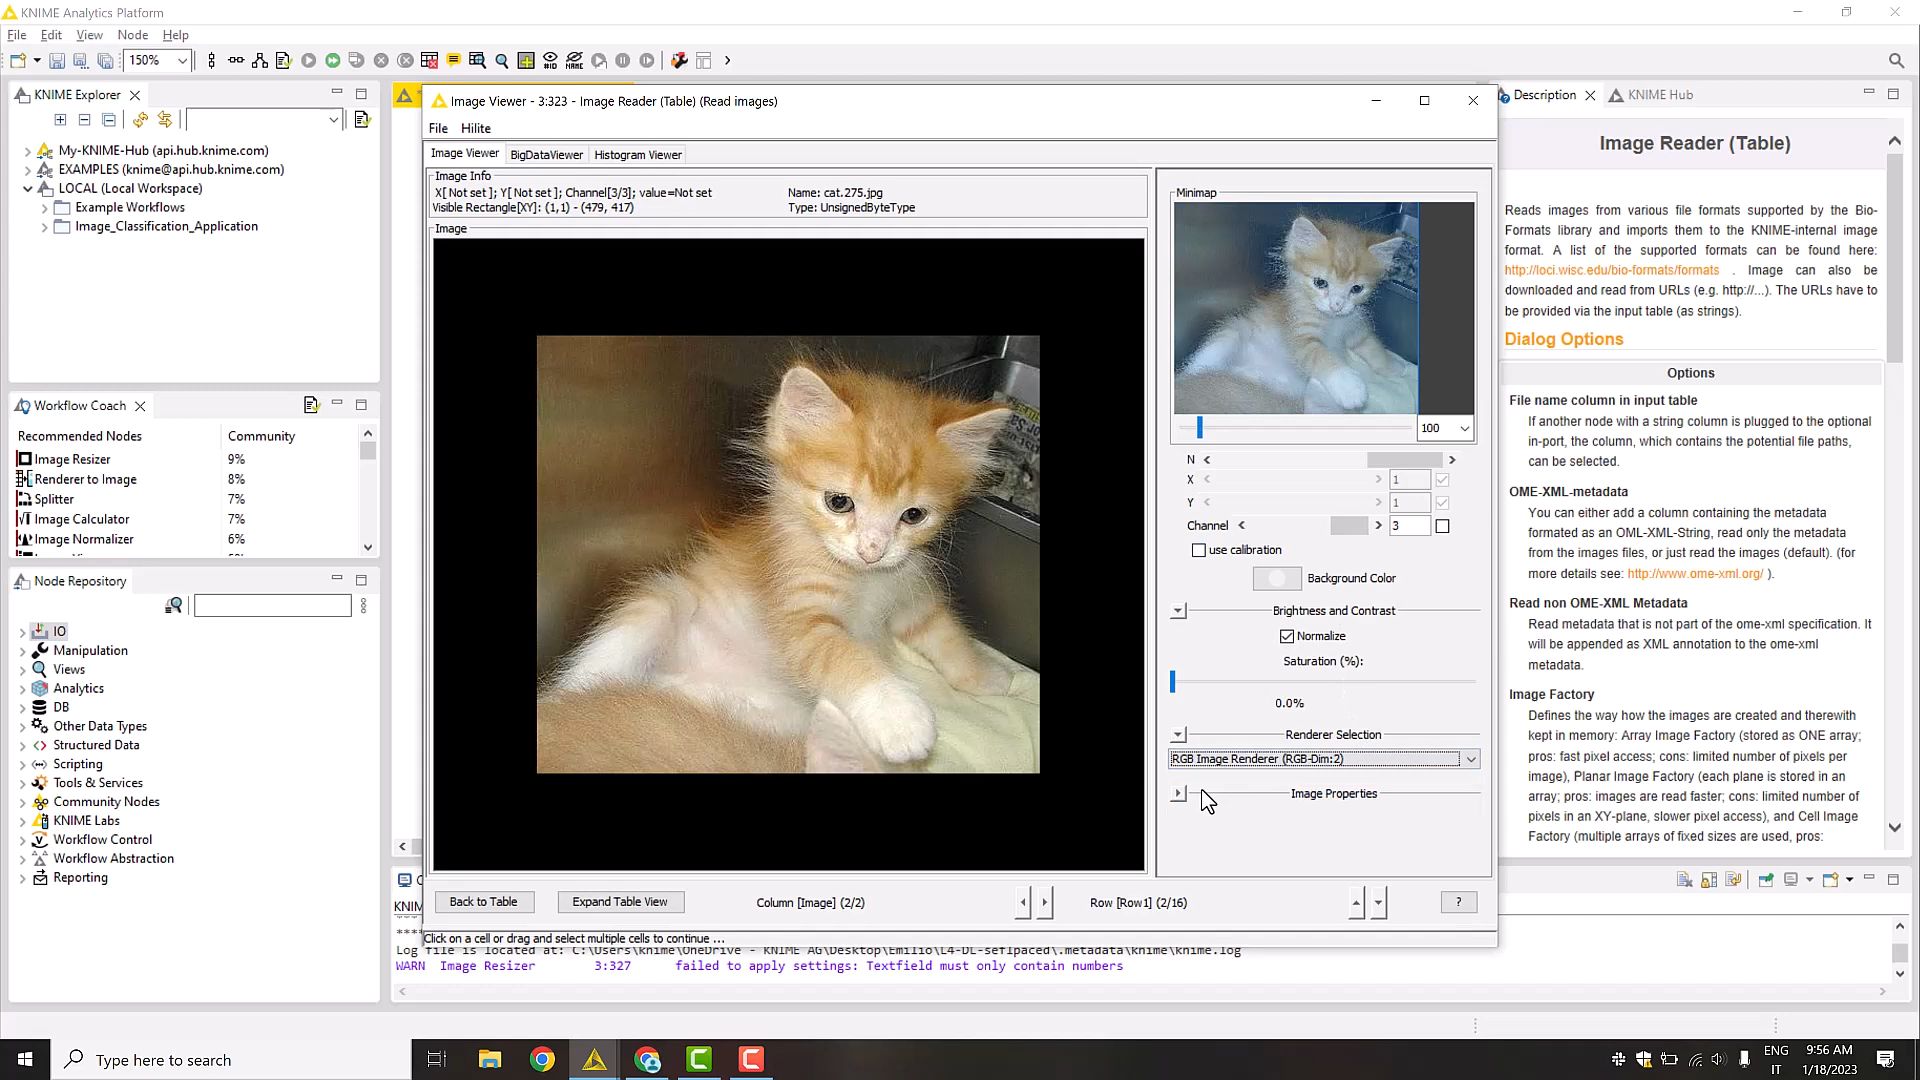 KNIME Analytics Platform
File Edit View Node Help
150%
KNIME Explorer
My-KNIME-Hub (api.hub.knime.com)
EXAMPLES (knime@api.hub.knime.com)
LOCAL (Local Workspace)
Example Workflows
Image_Classification_Application
Workflow Coach
Recommended Nodes Community
Image Resizer 9%
Renderer to Image 8%
Splitter 7%
Image Calculator 7%
Image Normalizer 6%
Node Repository
IO
Manipulation
Views
Analytics
DB
Other Data Types
Structured Data
Scripting
Tools & Services
Community Nodes
KNIME Labs
Workflow Control
Workflow Abstraction
Reporting
Image Viewer - 3:323 - Image Reader (Table) (Read images)
File Hilite
Image Viewer BigDataViewer Histogram Viewer
Image Info
X[ Not set ]; Y[ Not set ]; Channel[3/3]; value=Not set Name: cat.275.jpg
Visible Rectangle[XY]: (1,1) - (479, 417) Type: UnsignedByteType
Image
Minimap
100
N
X 1
Y 1
Channel 3
use calibration
Background Color
Brightness and Contrast
Normalize
Saturation (%):
0.0%
Renderer Selection
RGB Image Renderer (RGB-Dim:2)
Image Properties
Back to Table Expand Table View Column [Image] (2/2) Row [Row1] (2/16) ?
Click on a cell or drag and select multiple cells to continue ...
Description KNIME Hub
Image Reader (Table)
Reads images from various file formats supported by the Bio-
Formats library and imports them to the KNIME-internal image
format. A list of the supported formats can be found here:
http://loci.wisc.edu/bio-formats/formats . Image can also be
downloaded and read from URLs (e.g. http://...). The URLs have to
be provided via the input table (as strings).
Dialog Options
Options
File name column in input table
If another node with a string column is plugged to the optional
in-port, the column, which contains the potential file paths,
can be selected.
OME-XML-metadata
You can either add a column containing the metadata
formated as an OML-XML-String, read only the metadata
from the images files, or just read the images (default). (for
more details see: http://www.ome-xml.org/ ).
Read non OME-XML Metadata
Read metadata that is not part of the ome-xml specification. It
will be appended as XML annotation to the ome-xml
metadata.
Image Factory
Defines the way how the images are created and therewith
kept in memory: Array Image Factory (stored as ONE array;
pros: fast pixel access; cons: limited number of pixels per
image), Planar Image Factory (each plane is stored in an
array; pros: images are read faster; cons: limited number of
pixels in an XY-plane, slower pixel access), and Cell Image
Factory (multiple arrays of fixed sizes are used, pros:
KNIM
Log file is located at: C:\Users\knime\OneDrive - KNIME AG\Desktop\Emilio\L4-DL-seflpaced\.metadata\knime\knime.log
WARN Image Resizer 3:327 failed to apply settings: Textfield must only contain numbers
Type here to search
ENG
IT
9:56 AM
1/18/2023